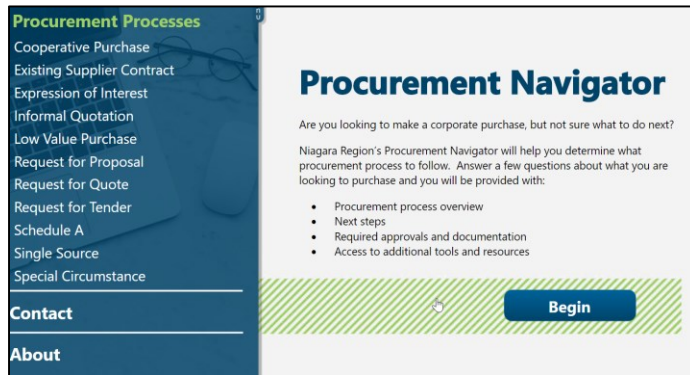 Procurement Processes
Cooperative Purchase
Existing Supplier Contract
Expression of Interest
Informal Quotation
Low Value Purchase
Request for Proposal
Request for Quote
Request for Tender
Schedule A
Single Source
Special Circumstance
Contact
About
Procurement Navigator
Are you looking to make a corporate purchase, but not sure what to do next?
Niagara Region's Procurement Navigator will help you determine what
procurement process to follow. Answer a few questions about what you are
looking to purchase and you will be provided with:
• Procurement process overview
• Next steps
• Required approvals and documentation
• Access to additional tools and resources
Begin